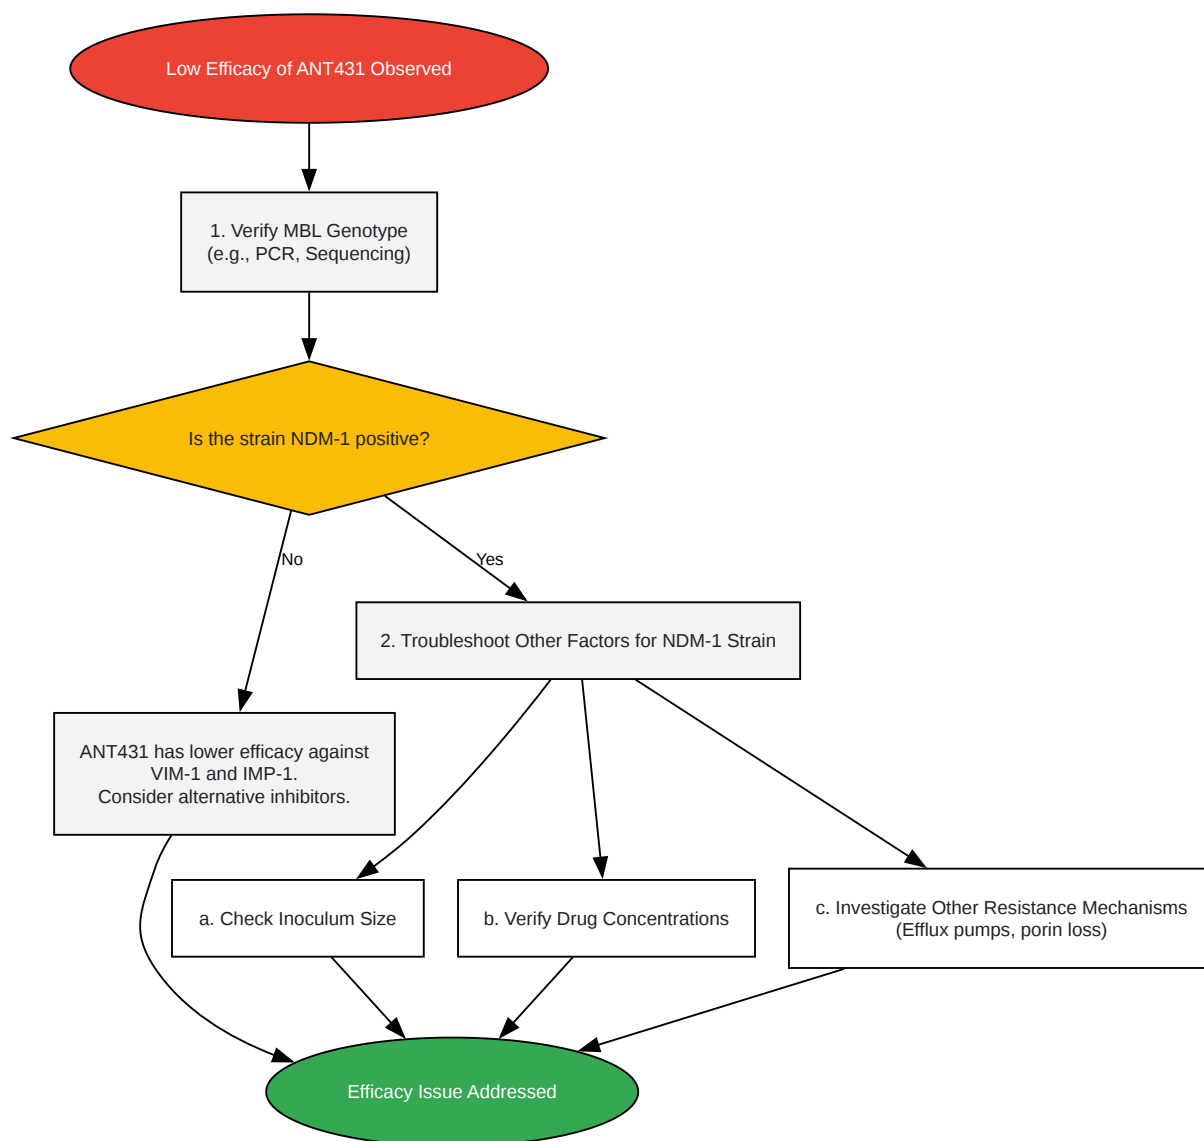 Low Efficacy of ANT431 Observed
1. Verify MBL Genotype
(e.g., PCR, Sequencing)
Is the strain NDM-1 positive?
No
Yes
2. Troubleshoot Other Factors for NDM-1 Strain
ANT431 has lower efficacy against
VIM-1 and IMP-1.
Consider alternative inhibitors.
a. Check Inoculum Size
b. Verify Drug Concentrations
c. Investigate Other Resistance Mechanisms
(Efflux pumps, porin loss)
Efficacy Issue Addressed